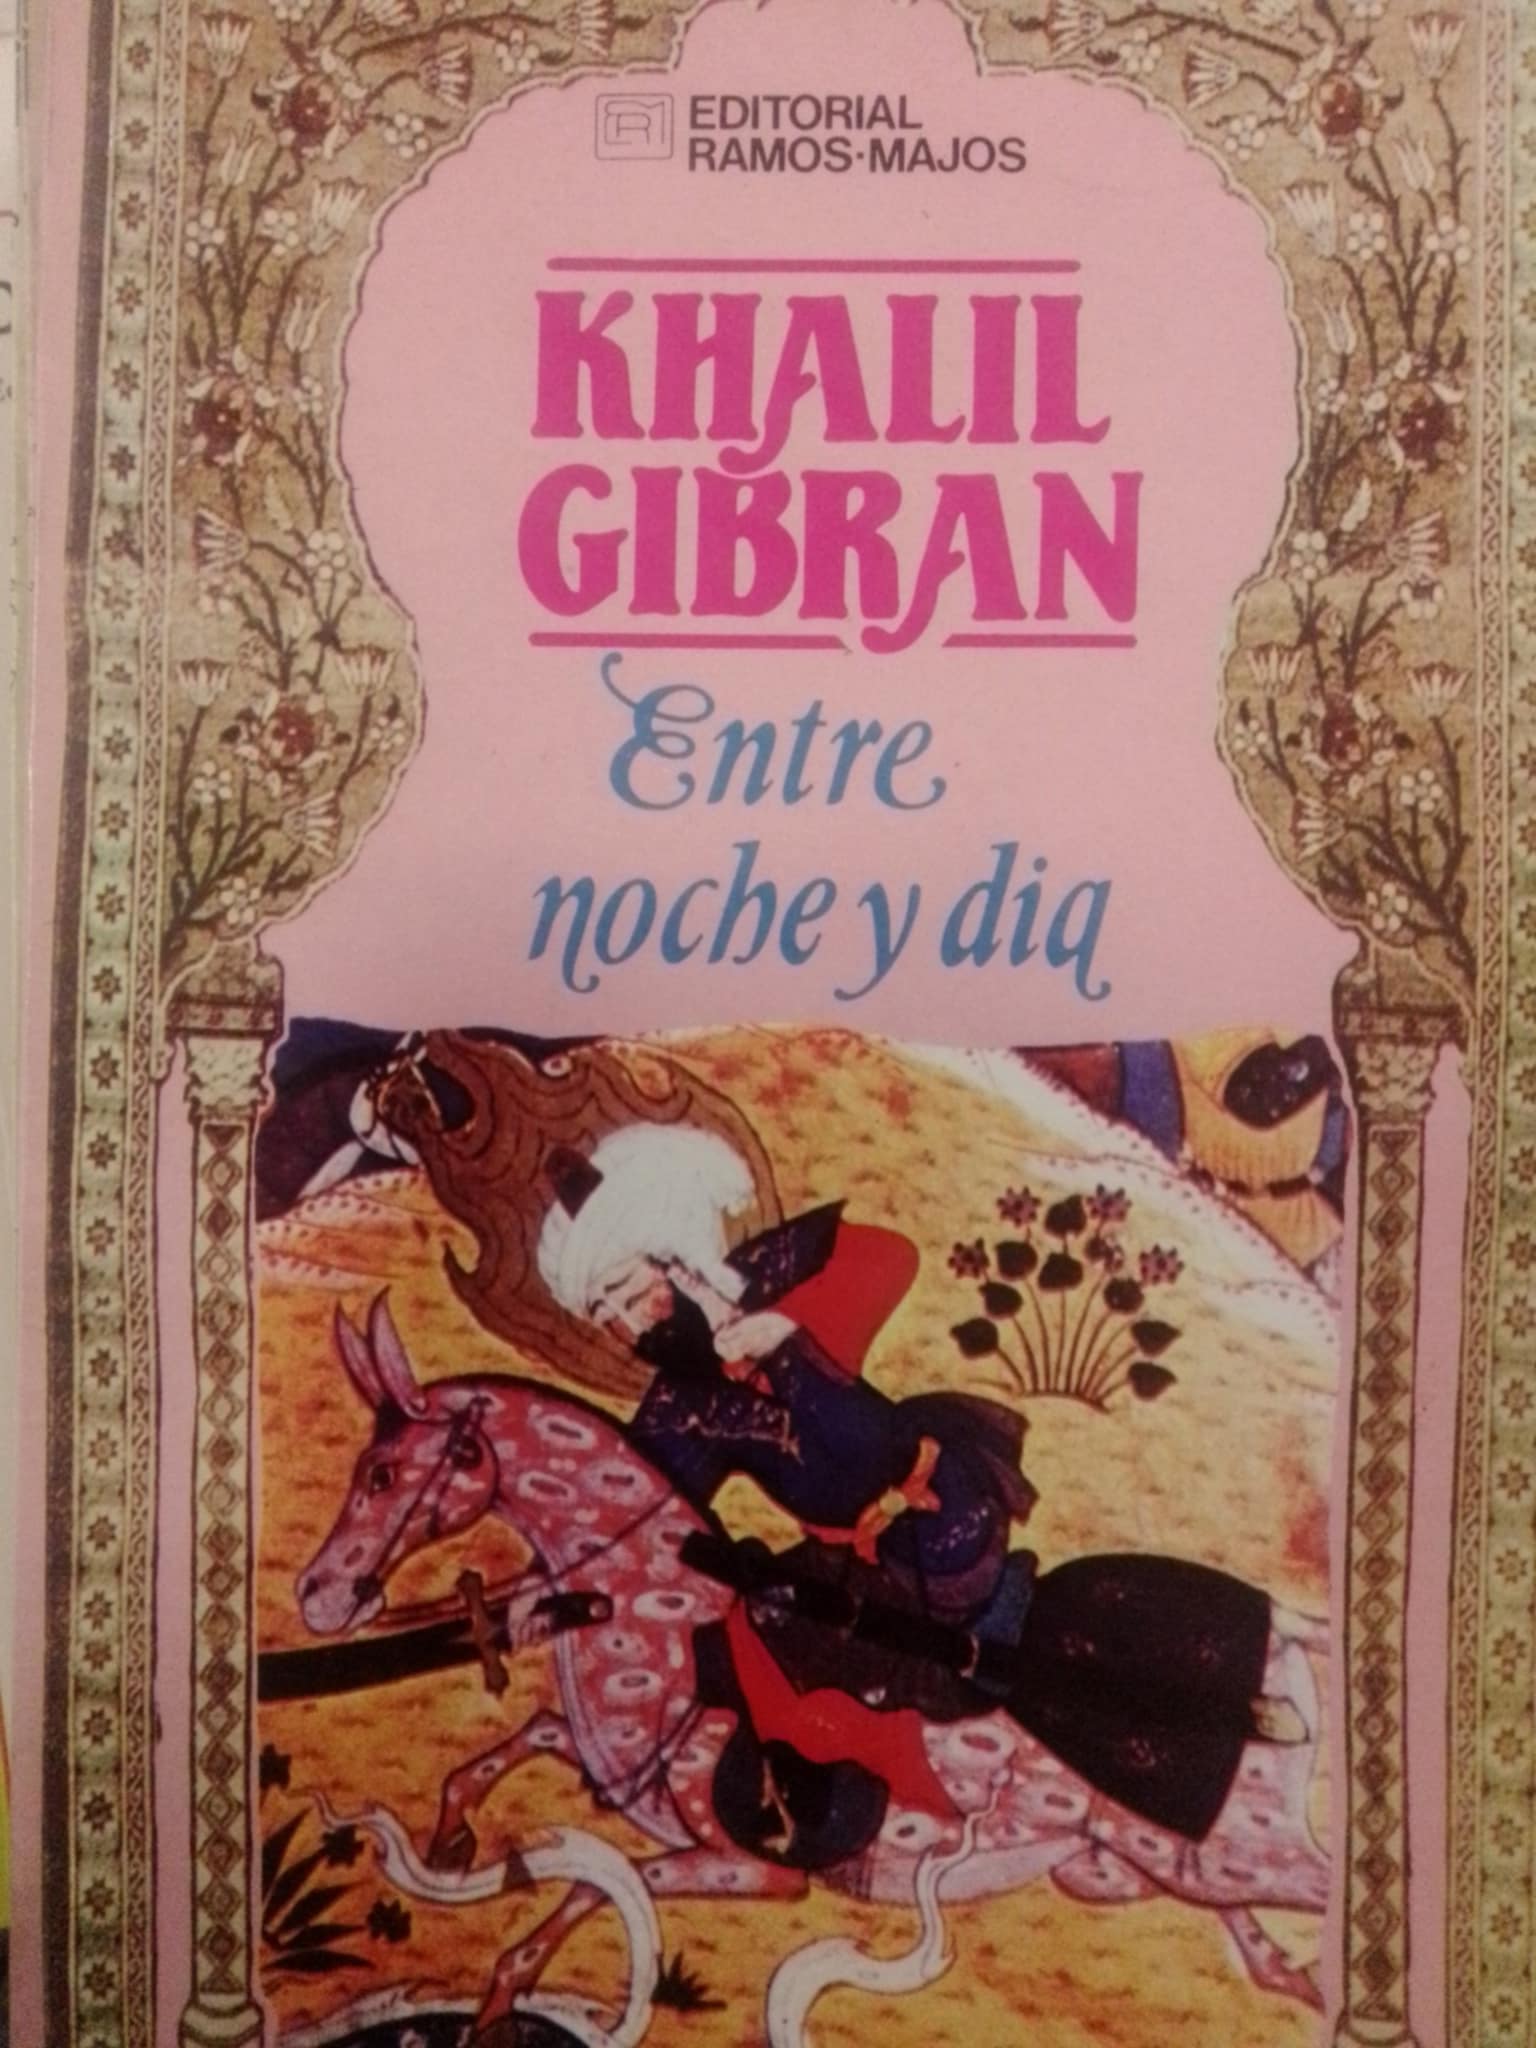 EDITORIAL
RAMOS·MAJOS
KHALIL
GIBRAN
Entre
noche y dia